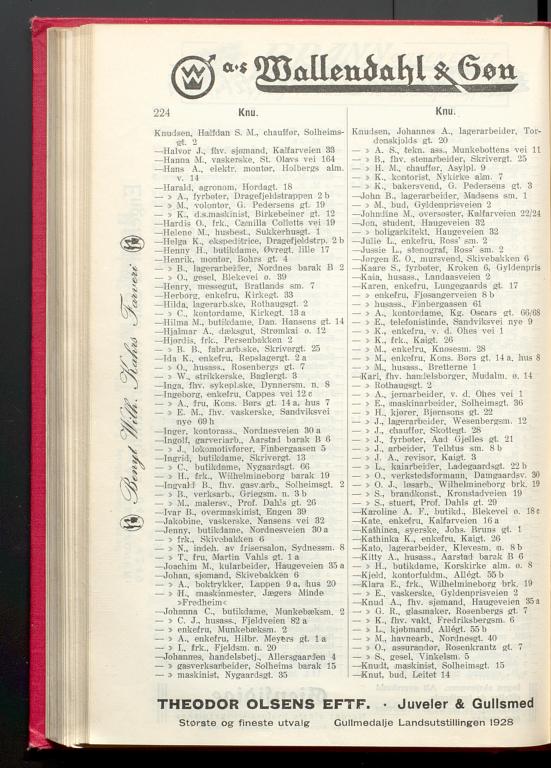 a·s Wallendahl & Søn
224
Knu.
Knudsen, Halfdan S. M., chauffør, Solheims-
gt. 2
—Halvor J., fhv. sjømand, Kalfarveien 33
—Hanna M., vaskerske, St. Olavs vei 164
—Hans A., elektr. montør, Holbergs alm.
v. 14
—Harald, agronom, Hordagt. 18
— » A., fyrbøter, Dragefjeldstrappen 2 b
— » M., volontør, G. Pedersens gt. 19
— » K., d.s.maskinist, Birkebeiner gt. 12
—Hardis O., frk., Camilla Colletts vei 19
—Helene M., husbest., Sukkerhusgt. 1
—Helga K., ekspeditrice, Dragefjeldstrp. 2 b
—Henny H., butikdame, Øvregt. lille 17
—Henrik, montør, Bohrs gt. 4
— » B., lagerarbeider, Nordnes barak B 2
— » O., gesel, Blekevei ø. 39
—Henry, messegut, Bratlands sm. 7
—Herborg, enkefru, Kirkegt. 33
—Hilda, lagerarb.ske, Rothaugsgt. 2
— » C., kontordame, Kirkegt. 13 a
—Hilma M., butikdame, Dan. Hansens gt. 14
—Hjalmar A., dæksgut, Strømkai ø. 12
—Hjørdis, frk., Persenbakken 2
— » B. B., fabr.arb.ske, Skrivergt. 25
—Ida K., enkefru, Repslagergt. 2 a
— » O., husass., Rosenbergs gt. 7
— » W., strikkerske, Baglergt. 3
—Inga, fhv. sykepl.ske, Dynnersm. n. 8
—Ingeborg, enkefru, Cappes vei 12 c
— » A., fru, Kons. Børs gt. 14 a, hus 7
— » E. M., fhv. vaskerske, Sandviksvei
nye 69 h
—Inger, kontorass., Nordnesveien 30 a
—Ingolf, garveriarb., Aarstad barak B 6
— » J., lokomotivfører, Finbergaasen 5
—Ingrid, butikdame, Skrivergt. 13
— » C., butikdame, Nygaardsgt. 66
— » H., frk., Wilhelmineborg barak 19
—Ingvald B., fhv. gasv.arb., Solheimsgt. 2
— » B., verksarb., Griegsm. n. 3 b
— » M., malersv., Prof. Dahls gt. 26
—Ivar B., overmaskinist, Engen 39
—Jakobine, vaskerske, Nansens vei 32
—Jenny, butikdame, Nordnesveien 30 a
— » frk., Skivebakken 6
— » N., indeh. av frisersalon, Sydnessm. 8
— » T., fru, Martin Vahls gt. 1 a
—Joachim M., kularbeider, Haugeveien 35 a
—Johan, sjømand, Skivebakken 6
— » A., boktrykker, Lappen 9 a, hus 20
— » H., maskinmester, Jægers Minde
»Fredheim«
—Johanna C., butikdame, Munkebæksm. 2
— » C. J., husass., Fjeldveien 82 a
— » enkefru, Munkebæksm. 2
— » A., enkefru, Hilbr. Meyers gt. 1 a
— » I., frk., Fjeldsm. n. 20
—Johannes, handelsbetj., Allersgaarden 4
— » gasverksarbeider, Solheims barak 15
— » maskinist, Nygaardsgt. 35
Knu.
Knudsen, Johannes A., lagerarbeider, Tor-
denskjolds gt. 20
— » A. S., tekn. ass., Munkebottens vei 11
— » B., fhv. stenarbeider, Skrivergt. 25
— » H. M., chauffør, Asylpl. 9
— » K., kontorist, Nykirke alm. 7
— » K., bakersvend, G. Pedersens gt. 3
—John B., lagerarbeider, Madsens sm. 1
— » M., bud, Gyldenprisveien 2
—Johndine M., oversøster, Kalfarveien 22/24
—Jon, student, Haugeveien 32
— » boligarkitekt, Haugeveien 32
—Julie L., enkefru, Ross' sm. 2
—Jussie L., stenograf, Ross' sm. 2
—Jørgen E. O., mursvend, Skivebakken 6
—Kaare S., fyrbøter, Kroken 6, Gyldenpris
—Kaia, husass., Landaasveien 2
—Karen, enkefru, Lungegaards gt. 17
— » enkefru, Fjøsangerveien 8 b
— » husass., Finbergaasen 61
— » A., kontordame, Kg. Oscars gt. 66/68
— » E., telefonistinde, Sandviksvei nye 9
— » K., enkefru, v. d. Ohes vei 1
— » K., frk., Kaigt. 26
— » M., enkefru, Knøsesm. 28
— » M., enkefru, Kons. Børs gt. 14 a, hus 8
— » M., husass., Bretterne 1
—Karl, fhv. handelsborger, Mudalm. ø. 14
— » Rothaugsgt. 2
— » A., jernarbeider, v. d. Ohes vei 1
— » E., maskinarbeider, Solheimsgt. 36
— » H., kjører, Bjørnsons gt. 22
— » J., lagerarbeider, Wesenbergsm. 12
— » J., chauffør, Skottegt. 28
— » J., fyrbøter, Aad Gjelles gt. 21
— » J., arbeider, Telhtus sm. 8 b
— » J. A., revisor, Kaigt. 3
— » L., kaiarbeider, Ladegaardsgt. 22 b
— » O., verkstedsformann, Damgaardsv. 30
— » O. J., løsarb., Wilhelmineborg brk. 19
— » S., brandkonst., Kronstadveien 19
— » S., stuert, Prof. Dahls gt. 29
—Karoline A. F., butikd., Blekevei ø. 18 c
—Kate, enkefru, Kalfarveien 16 a
—Kathinca, syerske, Johs. Bruns gt. 1
—Kathinka K., enkefru, Kaigt. 26
—Kato, lagerarbeider, Klevesm. n. 8 b
—Kitty A., husass., Aarstad barak B 6
— » H., butikdame, Korskirke alm. ø. 8
—Kjeld, kontorfuldm., Allégt. 55 b
—Klara E., frk., Wilhelmineborg brk. 19
— » E., vaskerske, Gyldenprisveien 2
—Knud A., fhv. sjømand, Haugeveien 35 a
— » G. R., glasmaker, Rosenbergs gt. 7
— » K., fhv. vakt, Fredriksbergsm. 6
— » L., kjøbmand, Allégt. 55 b
— » M., havnearb., Nordnesgt. 40
— » O., assurandør, Rosenkrantz gt. 7
— » S., gesel, Vinkelsm. 5
—Knudt, maskinist, Solheimsgt. 15
—Knut, bud, Leitet 14
Bengt Wilh. Kahrs Farveri
THEODOR OLSENS EFTF. · Juveler & Gullsmed
Største og fineste utvalg Gullmedalje Landsutstillingen 1928